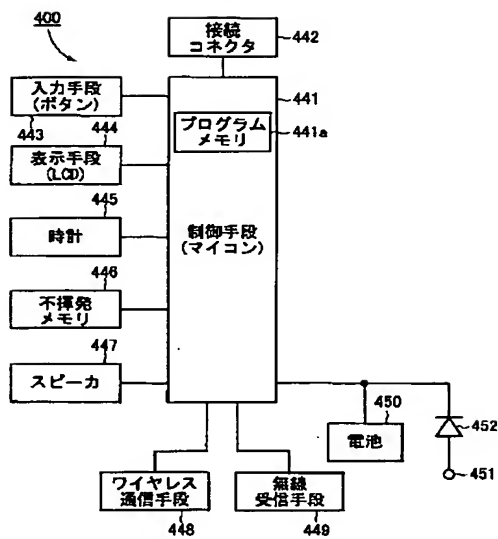 400
接続
コネクタ
442
入力手段
(ボタン)
443
441
プログラム
メモリ
441a
444
表示手段
(LCD)
445
時計
制御手段
(マイコン)
446
不揮発
メモリ
447
スピーカ
450
電池
452
451
ワイヤレス
通信手段
448
無線
受信手段
449